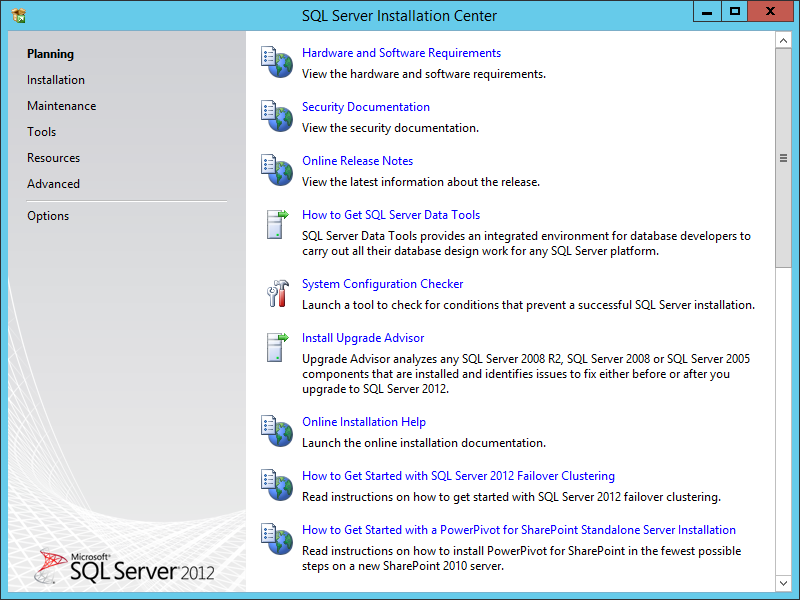 SQL Server Installation Center
Planning
Installation
Maintenance
Tools
Resources
Advanced
Options
Hardware and Software Requirements
View the hardware and software requirements.
Security Documentation
View the security documentation.
Online Release Notes
View the latest information about the release.
How to Get SQL Server Data Tools
SQL Server Data Tools provides an integrated environment for database developers to
carry out all their database design work for any SQL Server platform.
System Configuration Checker
Launch a tool to check for conditions that prevent a successful SQL Server installation.
Install Upgrade Advisor
Upgrade Advisor analyzes any SQL Server 2008 R2, SQL Server 2008 or SQL Server 2005
components that are installed and identifies issues to fix either before or after you
upgrade to SQL Server 2012.
Online Installation Help
Launch the online installation documentation.
How to Get Started with SQL Server 2012 Failover Clustering
Read instructions on how to get started with SQL Server 2012 failover clustering.
How to Get Started with a PowerPivot for SharePoint Standalone Server Installation
Read instructions on how to install PowerPivot for SharePoint in the fewest possible
steps on a new SharePoint 2010 server.
Microsoft®
SQL Server® 2012